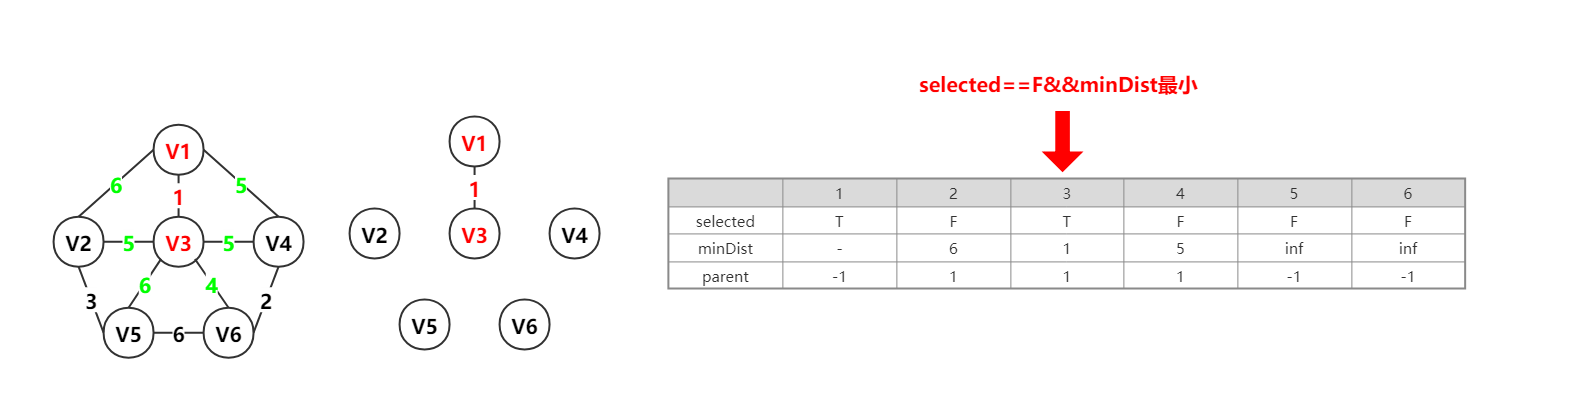 selected==F&&minDist最小
V1
6
5
1
V2
5
V3
5
V4
6
4
3
2
V5
6
V6
V1
1
V2
V3
V4
V5
V6
1 2 3 4 5 6
selected T F T F F F
minDist - 6 1 5 inf inf
parent -1 1 1 1 -1 -1